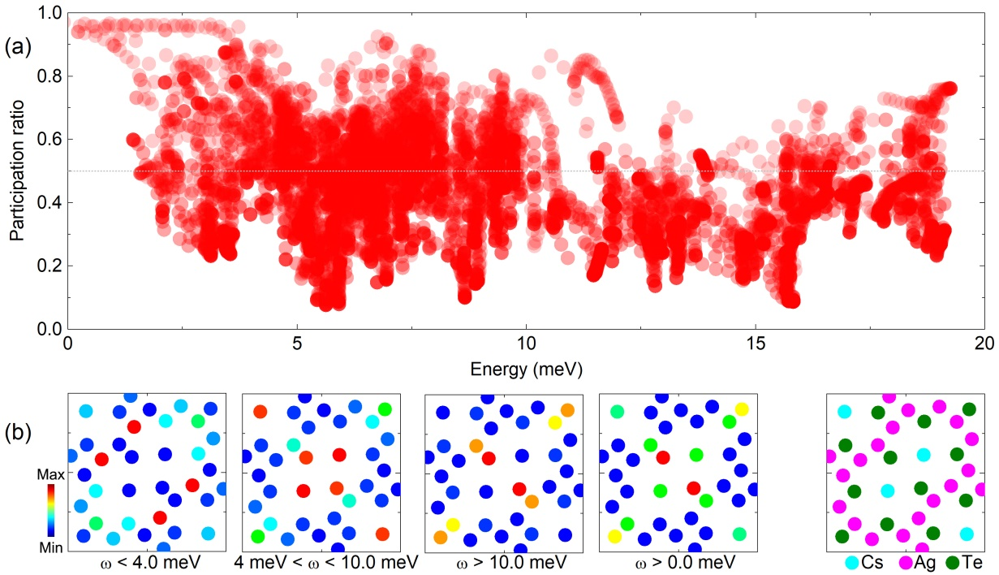 (a)
Participation ratio
1.0
0.8
0.6
0.4
0.2
0.0
0
5
10
15
20
Energy (meV)
(b)
Max
Min
ω < 4.0 meV
4 meV < ω < 10.0 meV
ω > 10.0 meV
ω > 0.0 meV
Cs Ag Te